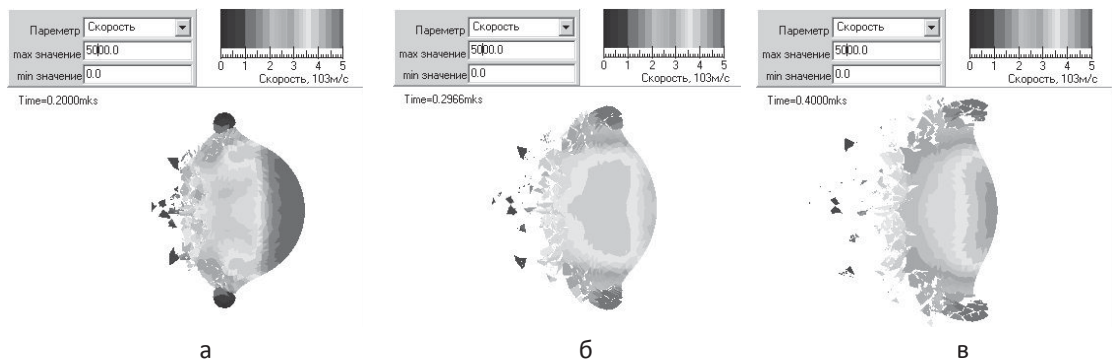 Пареметр Скорость
max значение 5000.0
min значение 0.0
0 1 2 3 4 5
Скорость, 103м/с
Time=0.2000mks
а
Пареметр Скорость
max значение 5000.0
min значение 0.0
0 1 2 3 4 5
Скорость, 103м/с
Time=0.2966mks
б
Пареметр Скорость
max значение 5000.0
min значение 0.0
0 1 2 3 4 5
Скорость, 103м/с
Time=0.4000mks
в